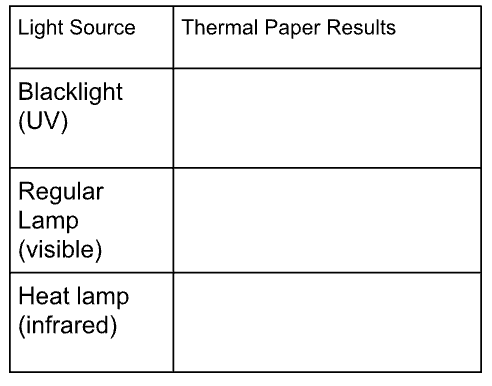 Light Source
Thermal Paper Results
Blacklight
(UV)
Regular
Lamp
(visible)
Heat lamp
(infrared)